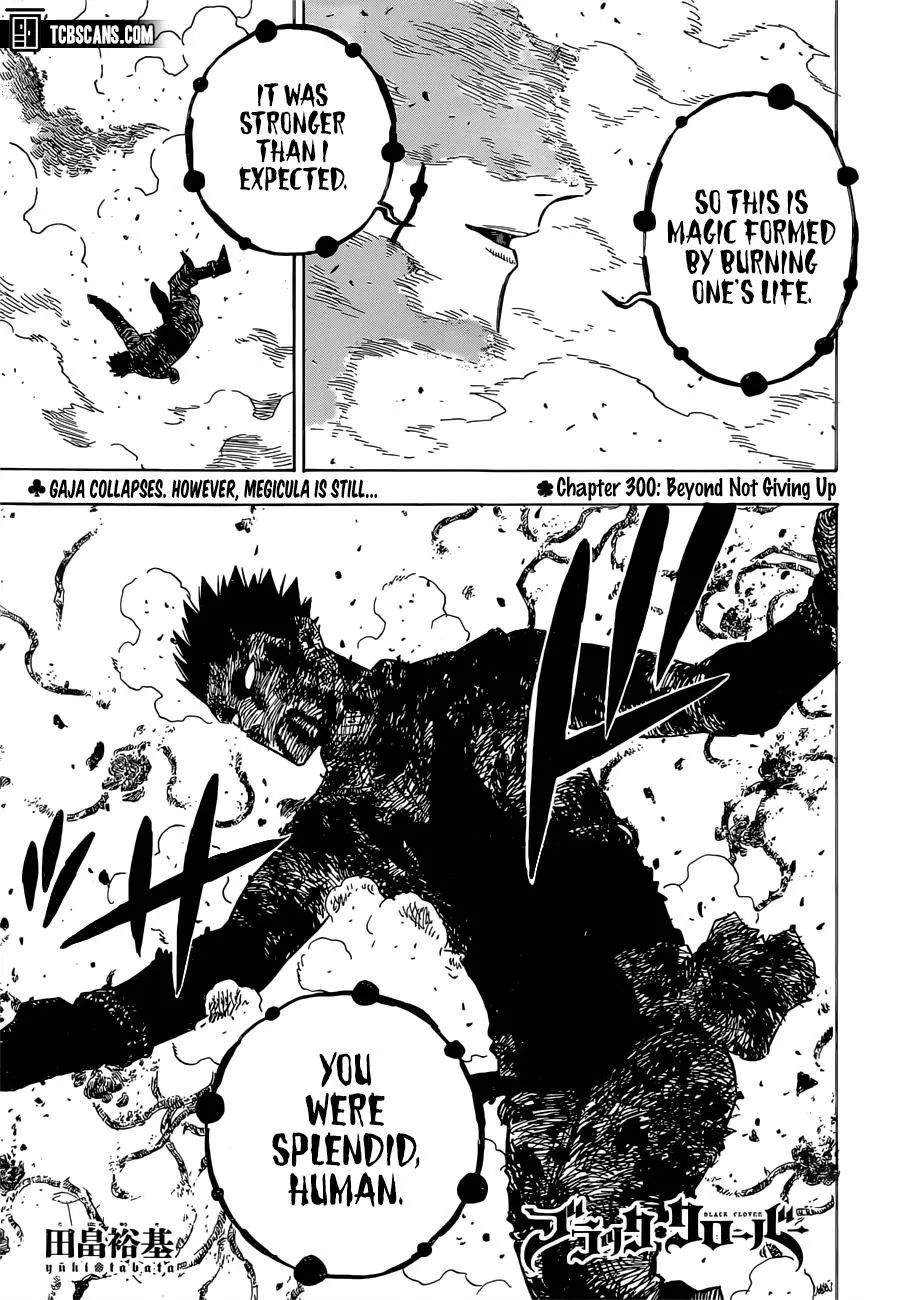 TCBSCANS.COM
SO THIS IS
MAGIC FORMED
BY BURNING
ONE'S LIFE.
IT WAS
STRONGER
THAN I
EXPECTED.
♣ GAJA COLLAPSES. HOWEVER, MEGICULA IS STILL...
♣ Chapter 300: Beyond Not Giving Up
YOU
WERE
SPLENDID,
HUMAN.
田畠裕基
yūki tabata
BLACK CLOVER
ブラッククローバー